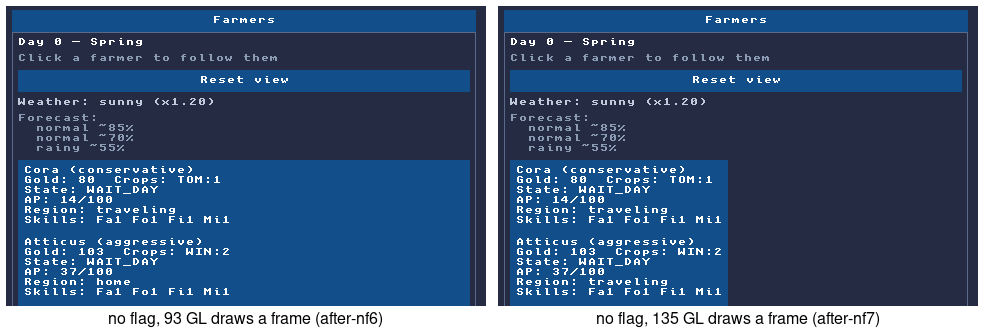 Farmers
Day 0 — Spring
Click a farmer to follow them
Reset view
Weather: sunny (x1.20)
Forecast:
normal ~85%
normal ~70%
rainy ~55%
Cora (conservative)
Gold: 80 Crops: TOM:1
State: WAIT_DAY
AP: 14/100
Region: traveling
Skills: Fa1 Fo1 Fi1 Mi1
Atticus (aggressive)
Gold: 103 Crops: WIN:2
State: WAIT_DAY
AP: 37/100
Region: home
Skills: Fa1 Fo1 Fi1 Mi1
no flag, 93 GL draws a frame (after-nf6)
Farmers
Day 0 — Spring
Click a farmer to follow them
Reset view
Weather: sunny (x1.20)
Forecast:
normal ~85%
normal ~70%
rainy ~55%
Cora (conservative)
Gold: 80 Crops: TOM:1
State: WAIT_DAY
AP: 14/100
Region: traveling
Skills: Fa1 Fo1 Fi1 Mi1
Atticus (aggressive)
Gold: 103 Crops: WIN:2
State: WAIT_DAY
AP: 37/100
Region: traveling
Skills: Fa1 Fo1 Fi1 Mi1
no flag, 135 GL draws a frame (after-nf7)